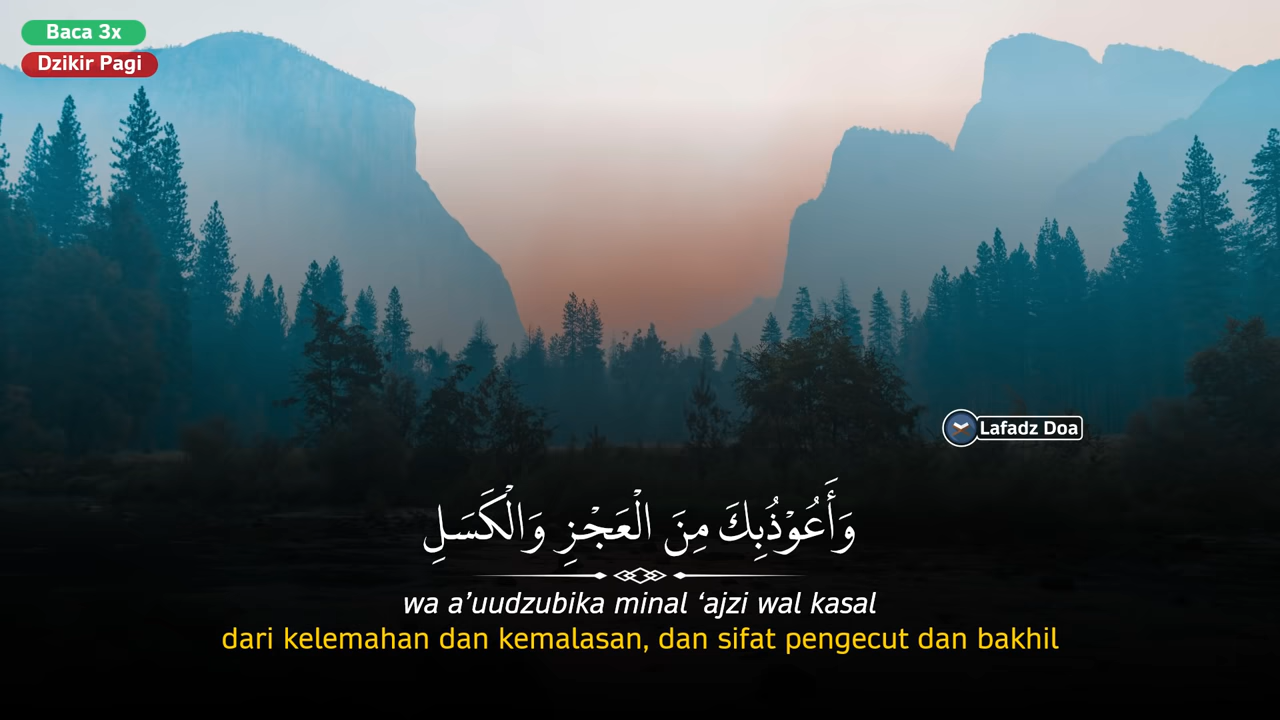 Baca 3x
Dzikir Pagi
Lafadz Doa
وَأَعُوْذُبِكَ مِنَ الْعَجْزِ وَالْكَسَلِ
wa a’uudzubika minal ‘ajzi wal kasal
dari kelemahan dan kemalasan, dan sifat pengecut dan bakhil